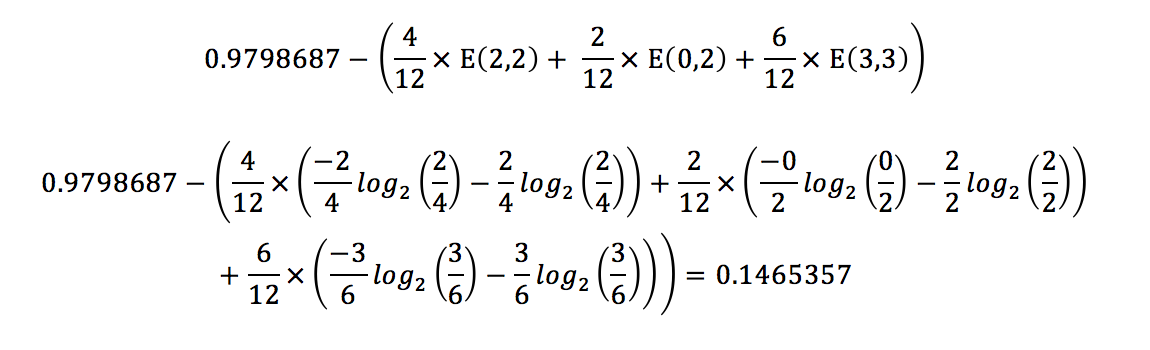 0.9798687 − (4/12 × E(2,2) + 2/12 × E(0,2) + 6/12 × E(3,3))
0.9798687 − (4/12 × (−2/4 log₂ (2/4) − 2/4 log₂ (2/4)) + 2/12 × (−0/2 log₂ (0/2) − 2/2 log₂ (2/2))
+ 6/12 × (−3/6 log₂ (3/6) − 3/6 log₂ (3/6))) = 0.1465357